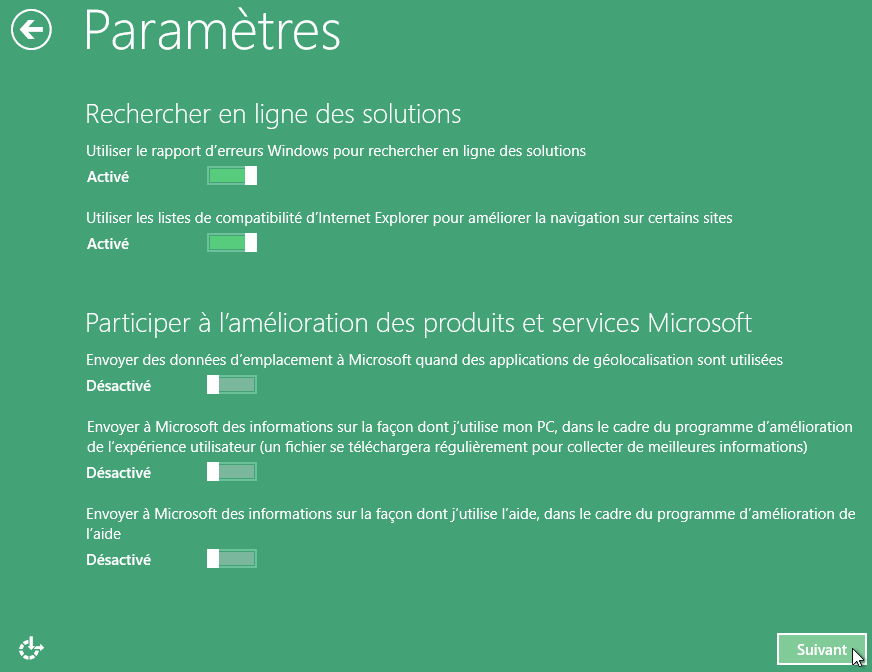 Paramètres
Rechercher en ligne des solutions
Utiliser le rapport d’erreurs Windows pour rechercher en ligne des solutions
Activé
Utiliser les listes de compatibilité d’Internet Explorer pour améliorer la navigation sur certains sites
Activé
Participer à l’amélioration des produits et services Microsoft
Envoyer des données d’emplacement à Microsoft quand des applications de géolocalisation sont utilisées
Désactivé
Envoyer à Microsoft des informations sur la façon dont j’utilise mon PC, dans le cadre du programme d’amélioration
de l’expérience utilisateur (un fichier se téléchargera régulièrement pour collecter de meilleures informations)
Désactivé
Envoyer à Microsoft des informations sur la façon dont j’utilise l’aide, dans le cadre du programme d’amélioration de
l’aide
Désactivé
Suivant